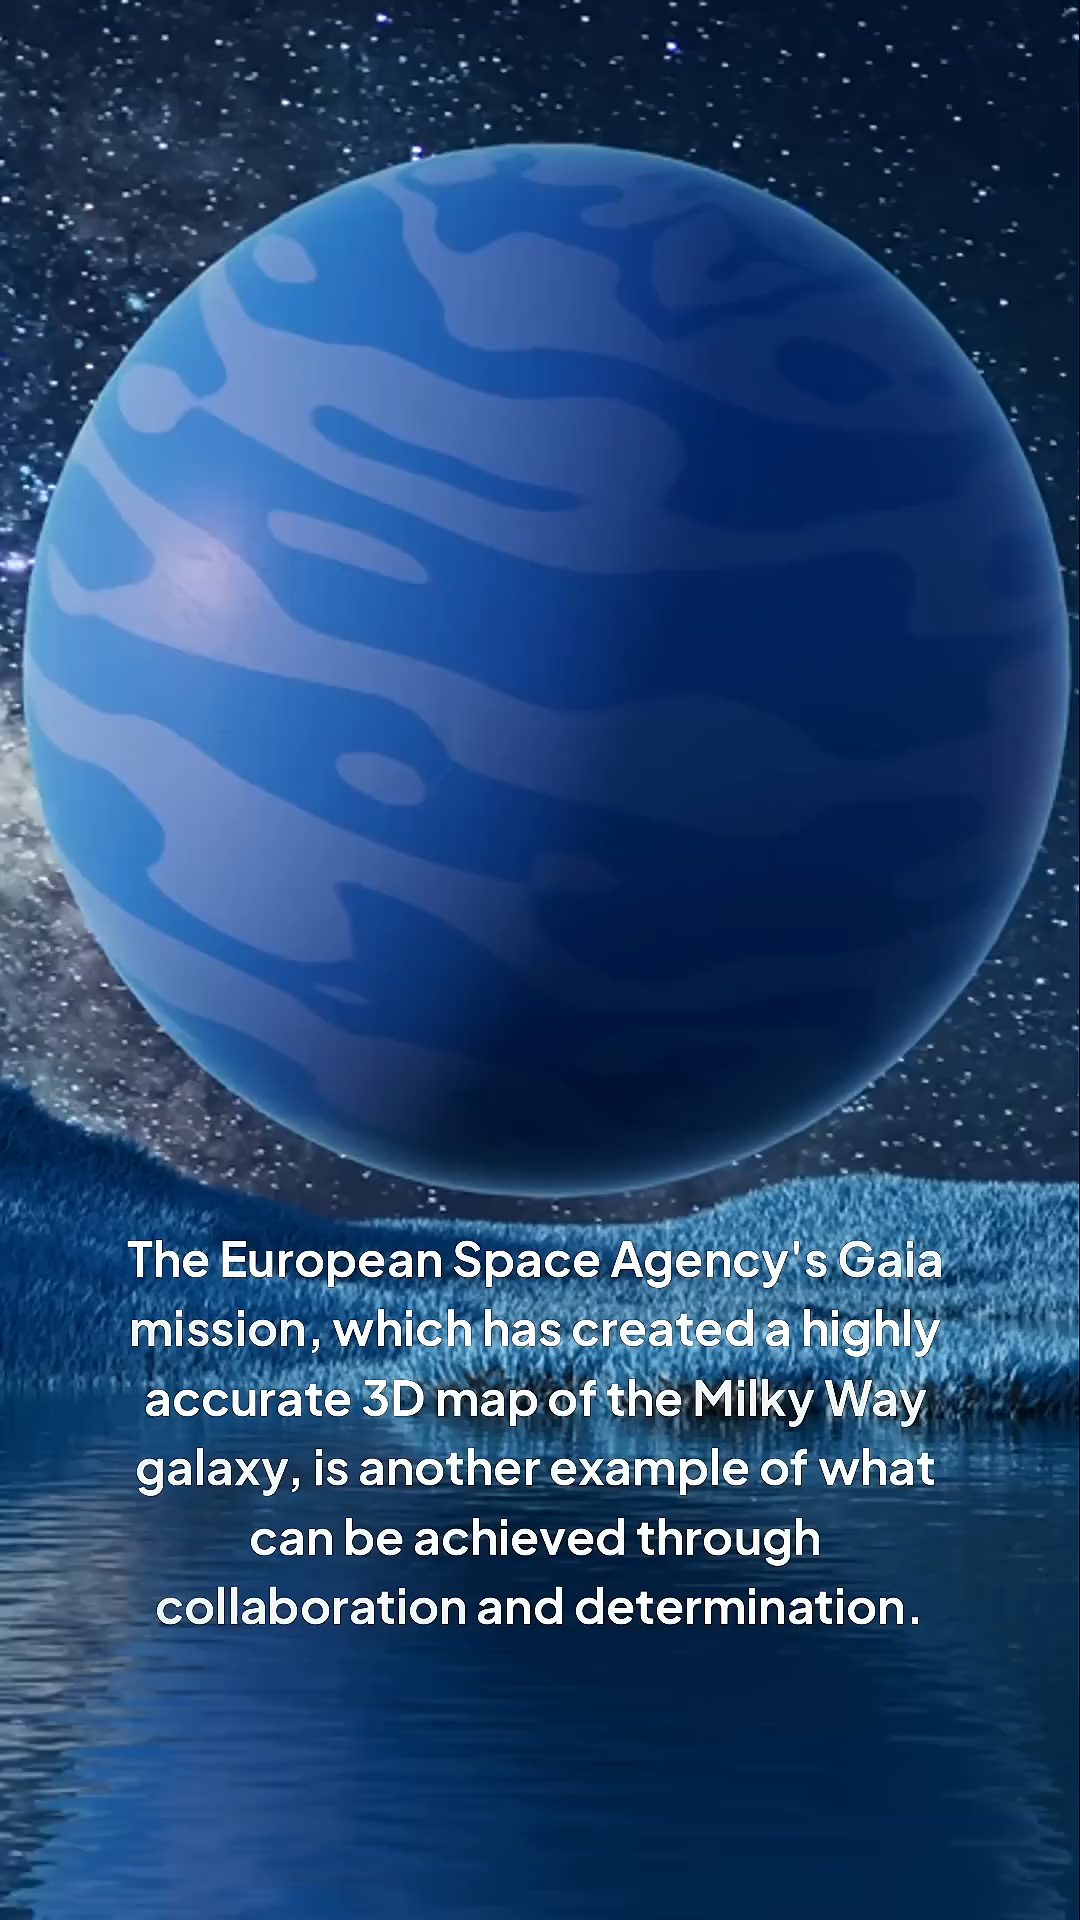 The European Space Agency's Gaia
mission, which has created a highly
accurate 3D map of the Milky Way
galaxy, is another example of what
can be achieved through
collaboration and determination.